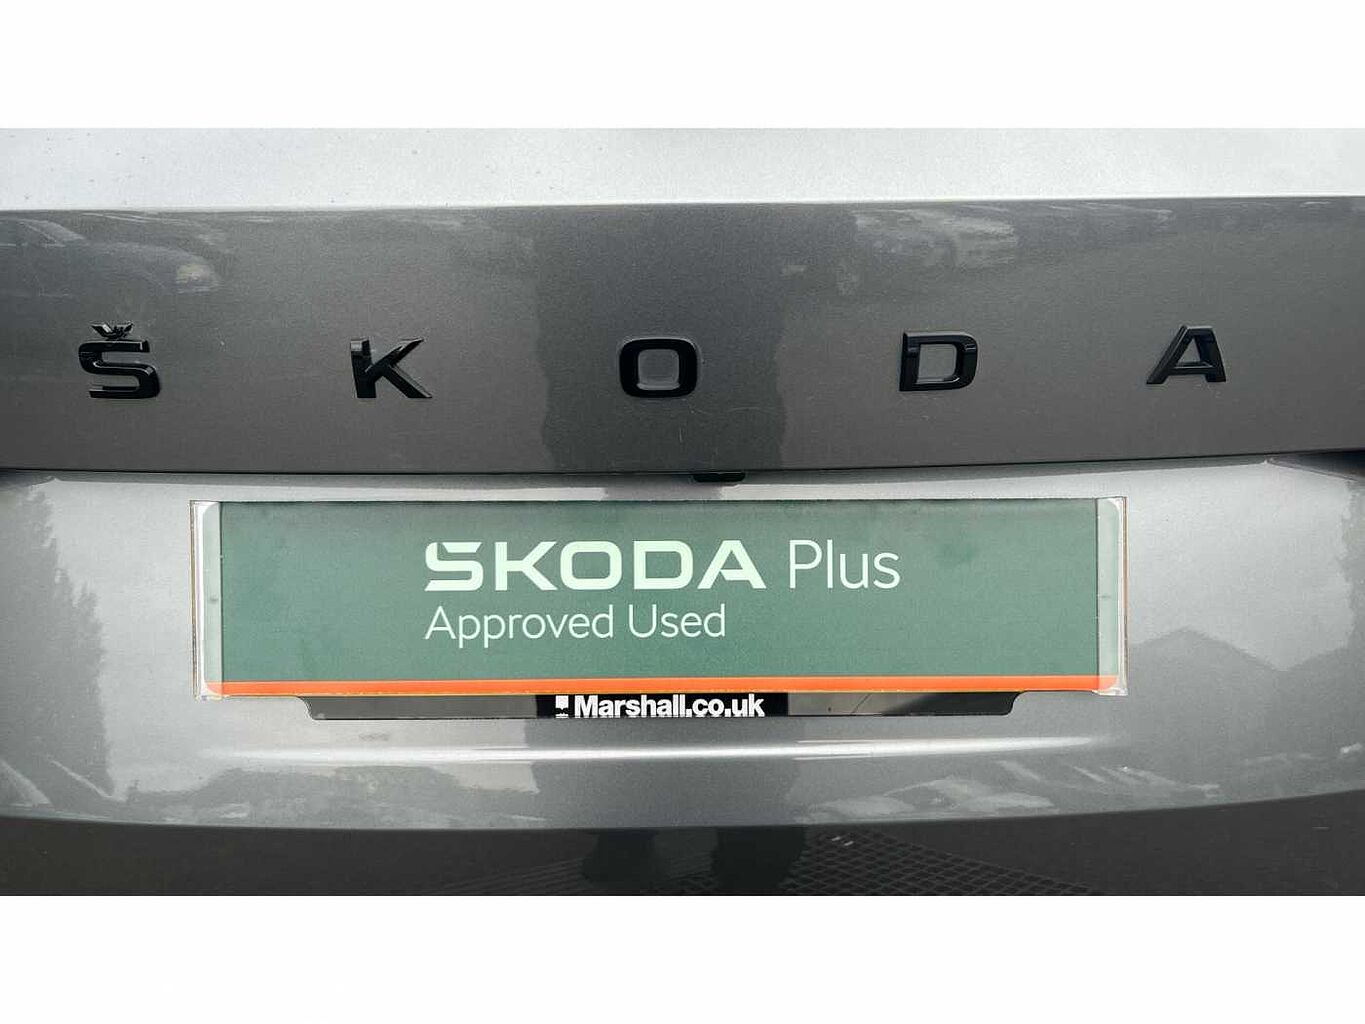 ŠKODA
ŠKODA Plus
Approved Used
Marshall.co.uk